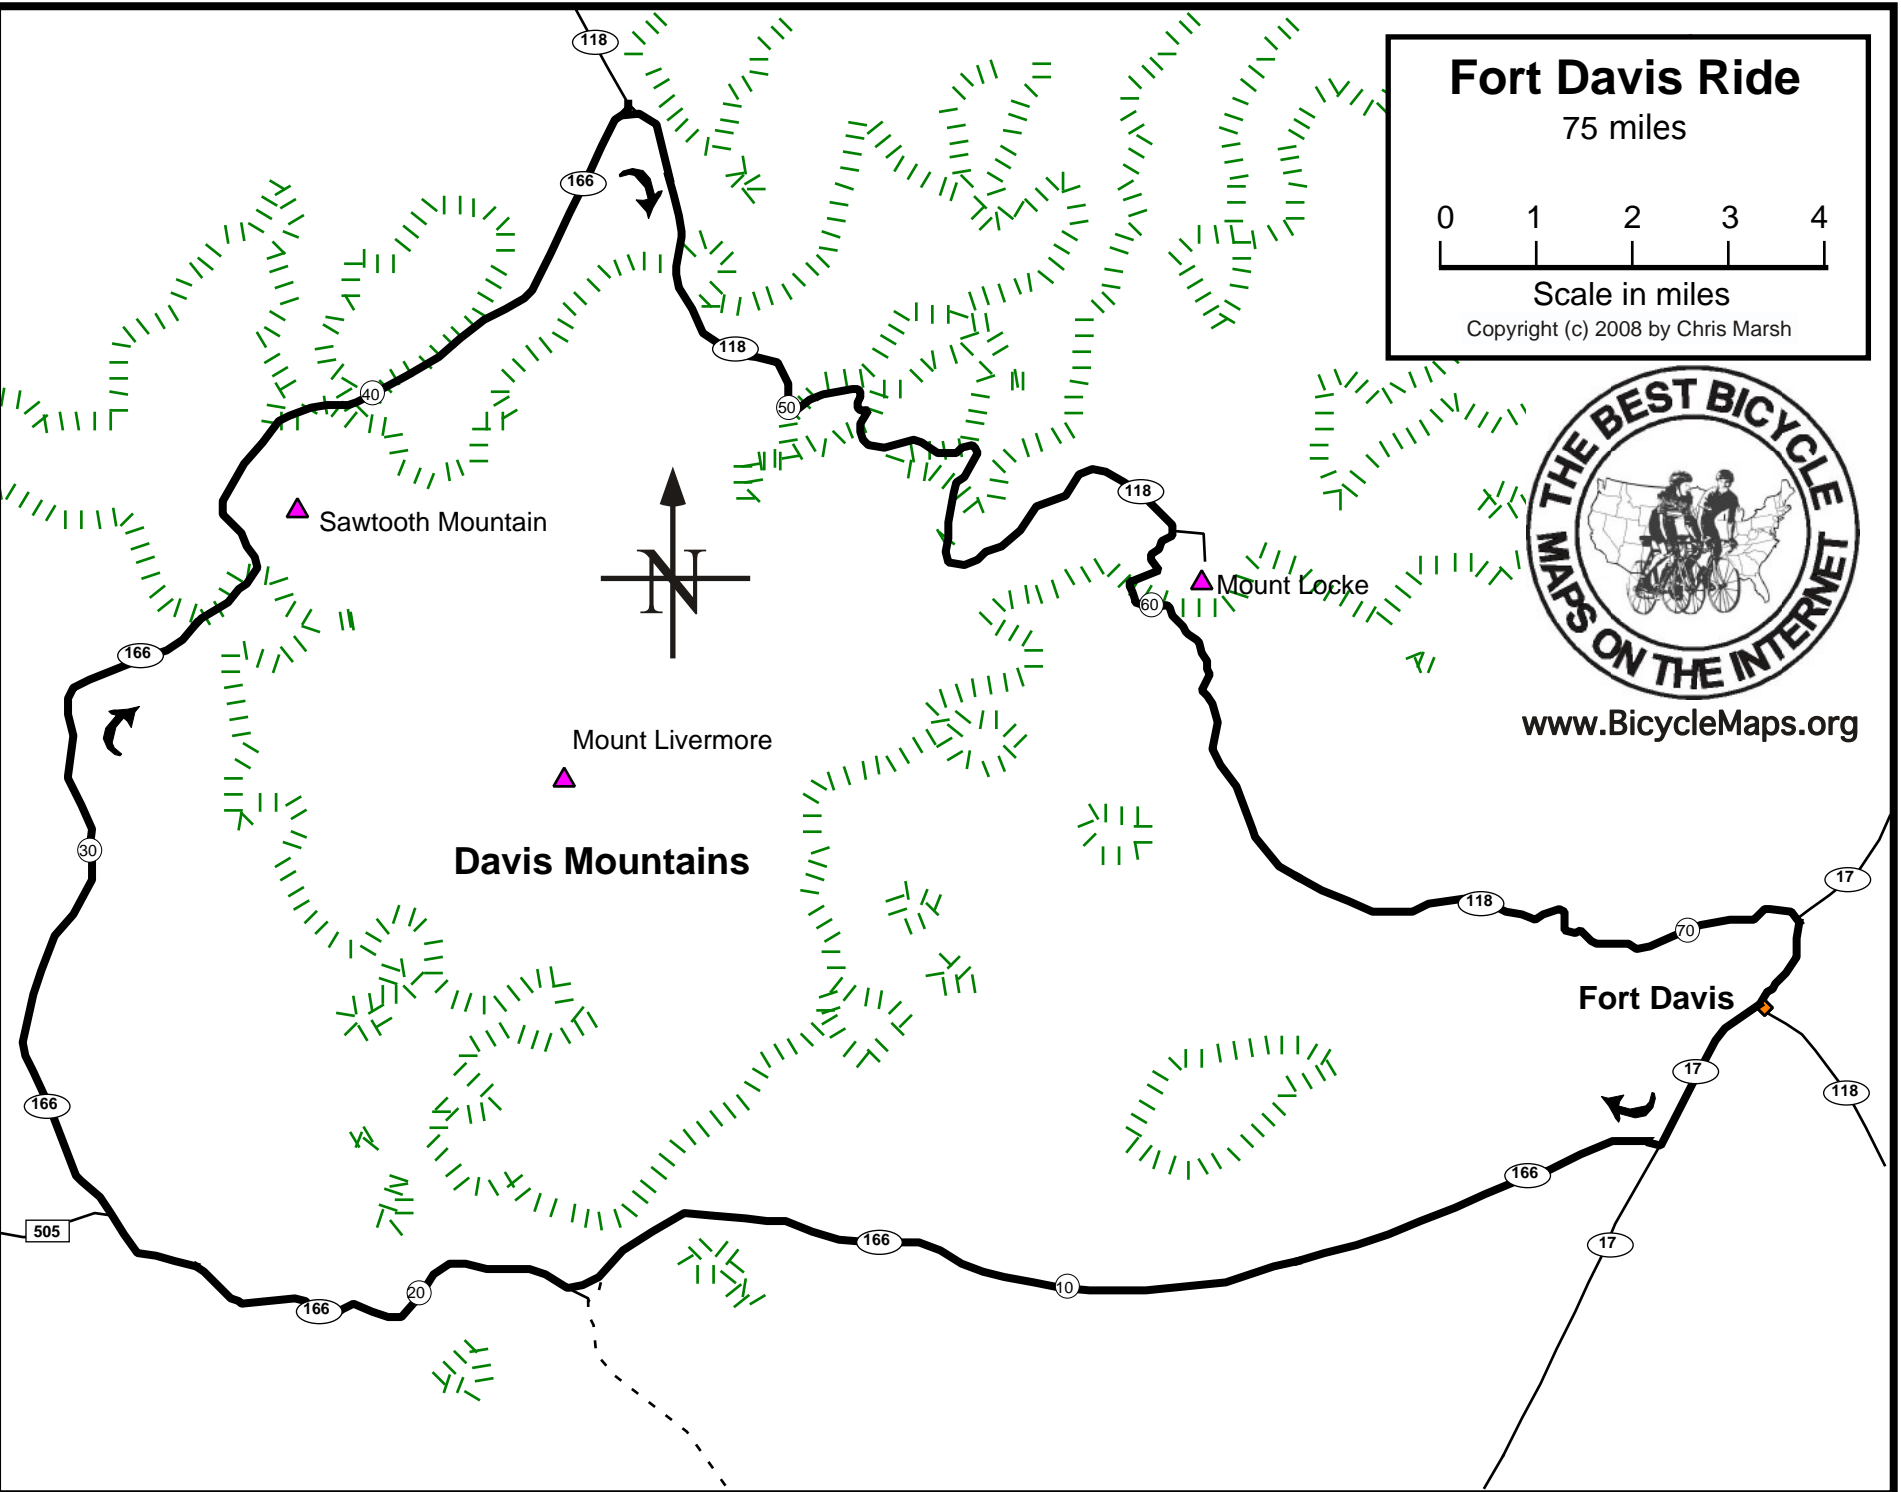 Fort Davis Ride
75 miles
0 1 2 3 4
Scale in miles
Copyright (c) 2008 by Chris Marsh
THE BEST BICYCLE
MAPS ON THE INTERNET
www.BicycleMaps.org
118
166
118
40
50
118
Sawtooth Mountain
N
Mount Locke
60
166
Mount Livermore
30
Davis Mountains
17
118
70
Fort Davis
17
118
166
166
505
166
17
10
20
166